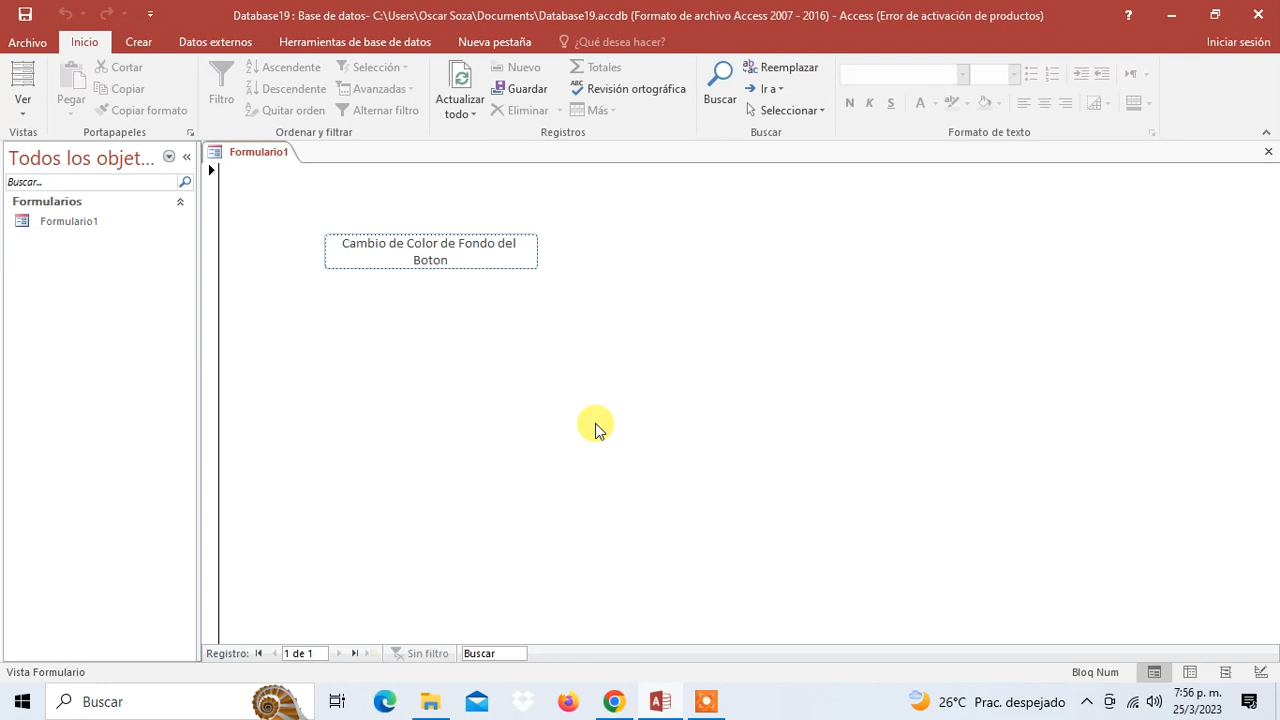 Database19 : Base de datos- C:\Users\Oscar Soza\Documents\Database19.accdb (Formato de archivo Access 2007 - 2016) - Access (Error de activación de productos)
?
Archivo Inicio Crear Datos externos Herramientas de base de datos Nueva pestaña ¿Qué desea hacer? Iniciar sesión
Ver
Vistas
Pegar
Cortar
Copiar
Copiar formato
Portapapeles
Filtro
Ascendente
Descendente
Quitar orden
Selección
Avanzadas
Alternar filtro
Ordenar y filtrar
Actualizar
todo
Nuevo
Guardar
Eliminar
Totales
Revisión ortográfica
Más
Registros
Buscar
Reemplazar
Ir a
Seleccionar
Buscar
N K S A
Formato de texto
Todos los objet...
Buscar...
Formularios
Formulario1
Formulario1
Cambio de Color de Fondo del
Boton
Registro: 1 de 1 Sin filtro Buscar
Vista Formulario
Bloq Num
Buscar
26°C Prac. despejado
7:56 p. m.
25/3/2023